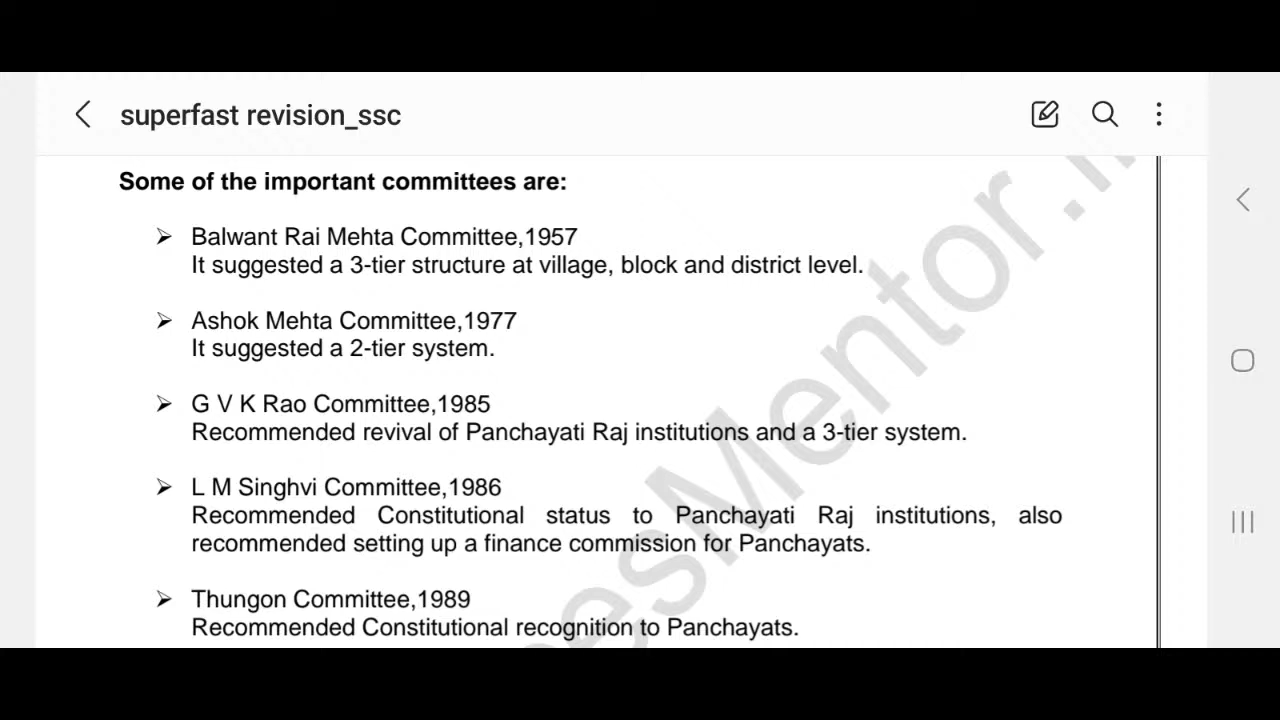 superfast revision_ssc
Some of the important committees are:
➢ Balwant Rai Mehta Committee,1957
It suggested a 3-tier structure at village, block and district level.
➢ Ashok Mehta Committee,1977
It suggested a 2-tier system.
➢ G V K Rao Committee,1985
Recommended revival of Panchayati Raj institutions and a 3-tier system.
➢ L M Singhvi Committee,1986
Recommended Constitutional status to Panchayati Raj institutions, also
recommended setting up a finance commission for Panchayats.
➢ Thungon Committee,1989
Recommended Constitutional recognition to Panchayats.
esMentor.